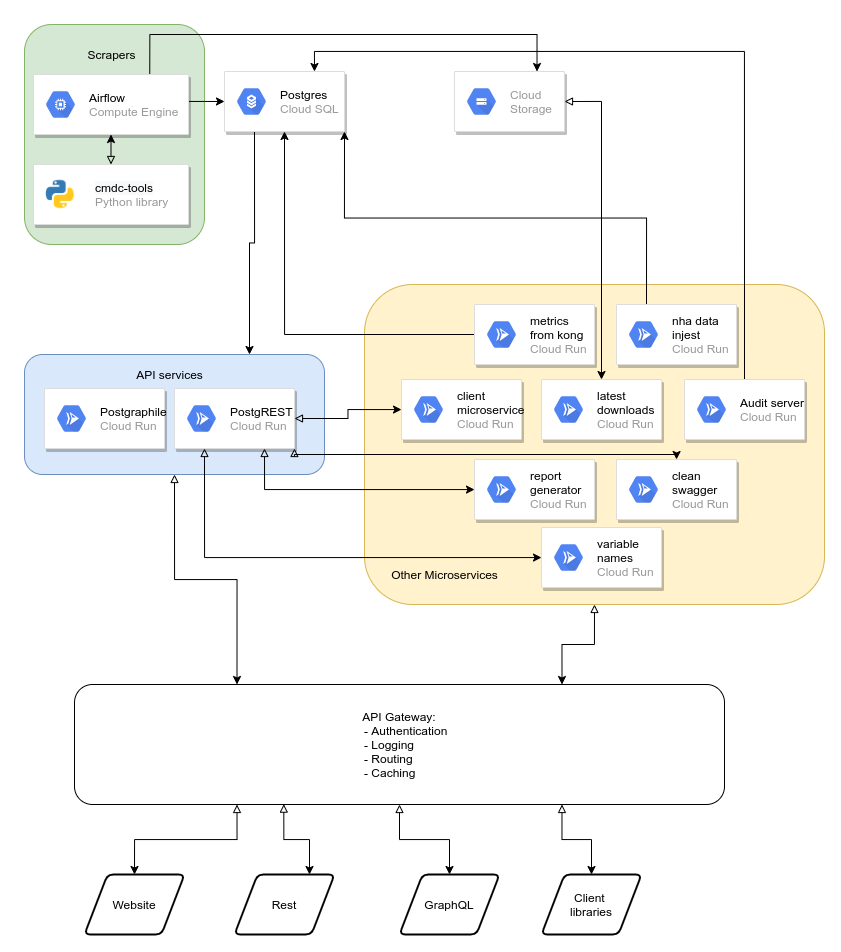 Scrapers
Airflow
Compute Engine
cmdc-tools
Python library
Postgres
Cloud SQL
Cloud
Storage
API services
Postgraphile
Cloud Run
PostgREST
Cloud Run
metrics
from kong
Cloud Run
nha data
injest
Cloud Run
client
microservice
Cloud Run
latest
downloads
Cloud Run
Audit server
Cloud Run
report
generator
Cloud Run
clean
swagger
Cloud Run
variable
names
Cloud Run
Other Microservices
API Gateway:
- Authentication
- Logging
- Routing
- Caching
Website
Rest
GraphQL
Client
libraries